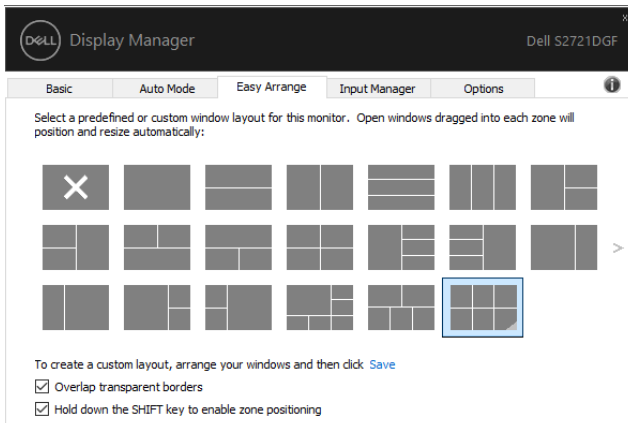 DELL Display Manager
Dell S2721DGF
Basic Auto Mode Easy Arrange Input Manager Options
Select a predefined or custom window layout for this monitor. Open windows dragged into each zone will
position and resize automatically:
To create a custom layout, arrange your windows and then click Save
Overlap transparent borders
Hold down the SHIFT key to enable zone positioning